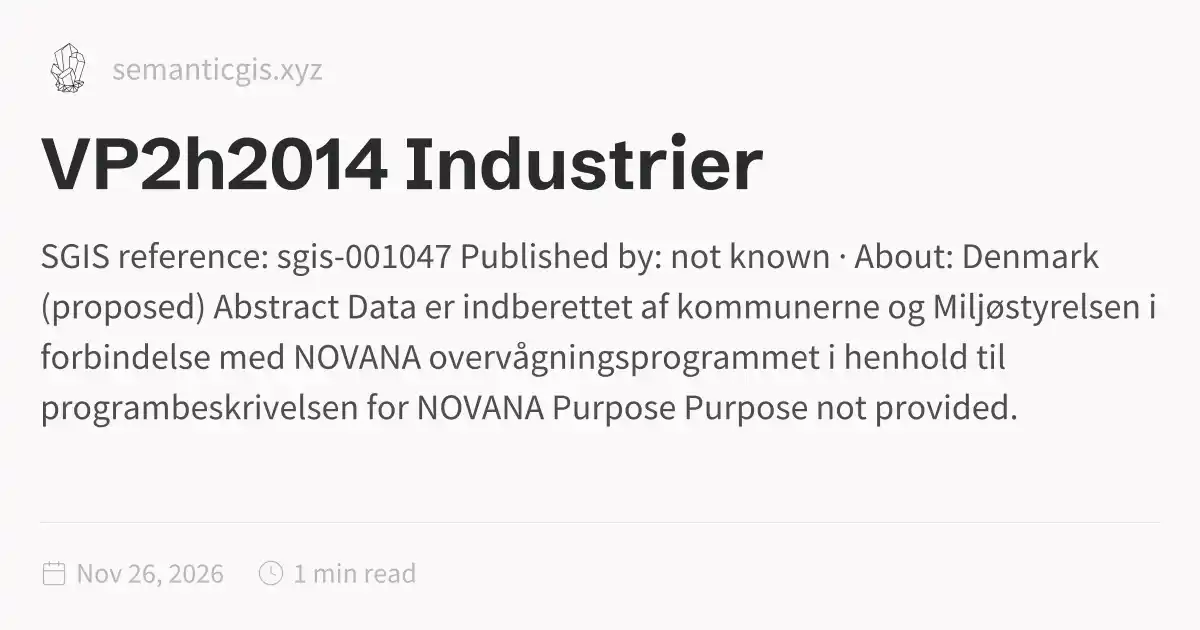 semanticgis.xyz
VP2h2014 Industrier
SGIS reference: sgis-001047 Published by: not known · About: Denmark
(proposed) Abstract Data er indberettet af kommunerne og Miljøstyrelsen i
forbindelse med NOVANA overvågningsprogrammet i henhold til
programbeskrivelsen for NOVANA Purpose Purpose not provided.
Nov 26, 2026 1 min read